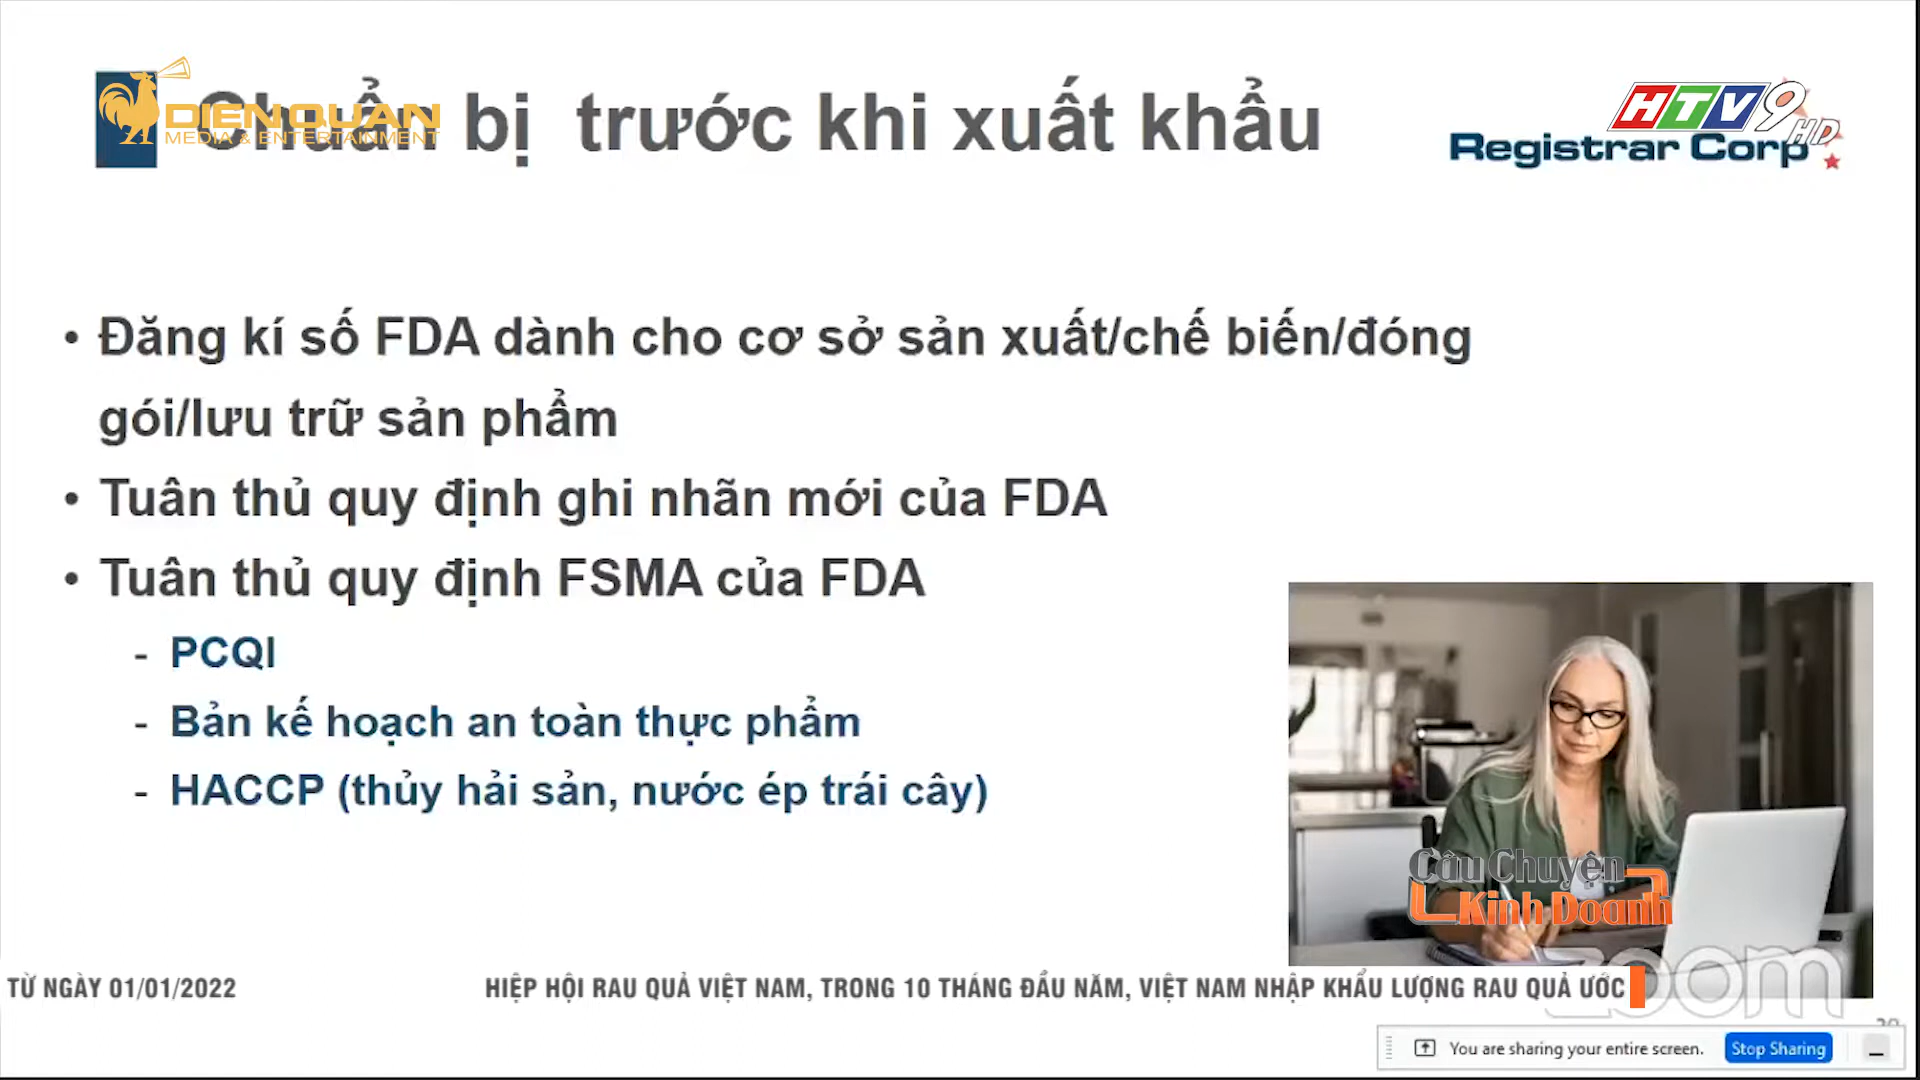 DIENQUAN
MEDIA & ENTERTAINMENT
Chuẩn bị trước khi xuất khẩu
HTV9
HD
Registrar Corp
• Đăng kí số FDA dành cho cơ sở sản xuất/chế biến/đóng
gói/lưu trữ sản phẩm
• Tuân thủ quy định ghi nhãn mới của FDA
• Tuân thủ quy định FSMA của FDA
- PCQI
- Bản kế hoạch an toàn thực phẩm
- HACCP (thủy hải sản, nước ép trái cây)
Câu Chuyện
Kinh Doanh
zoom
TỪ NGÀY 01/01/2022 HIỆP HỘI RAU QUẢ VIỆT NAM, TRONG 10 THÁNG ĐẦU NĂM, VIỆT NAM NHẬP KHẨU LƯỢNG RAU QUẢ ƯỚC
You are sharing your entire screen. Stop Sharing